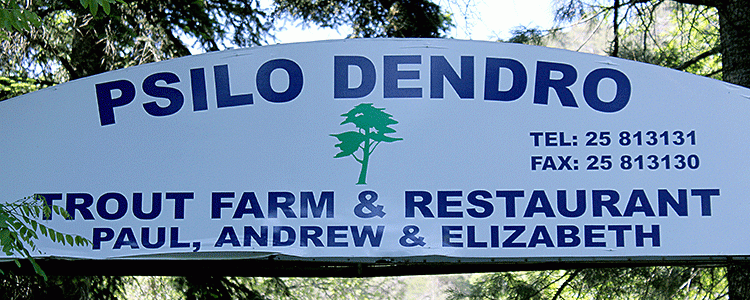 PSILO DENDRO
TEL: 25 813131
FAX: 25 813130
TROUT FARM & RESTAURANT
PAUL, ANDREW & ELIZABETH